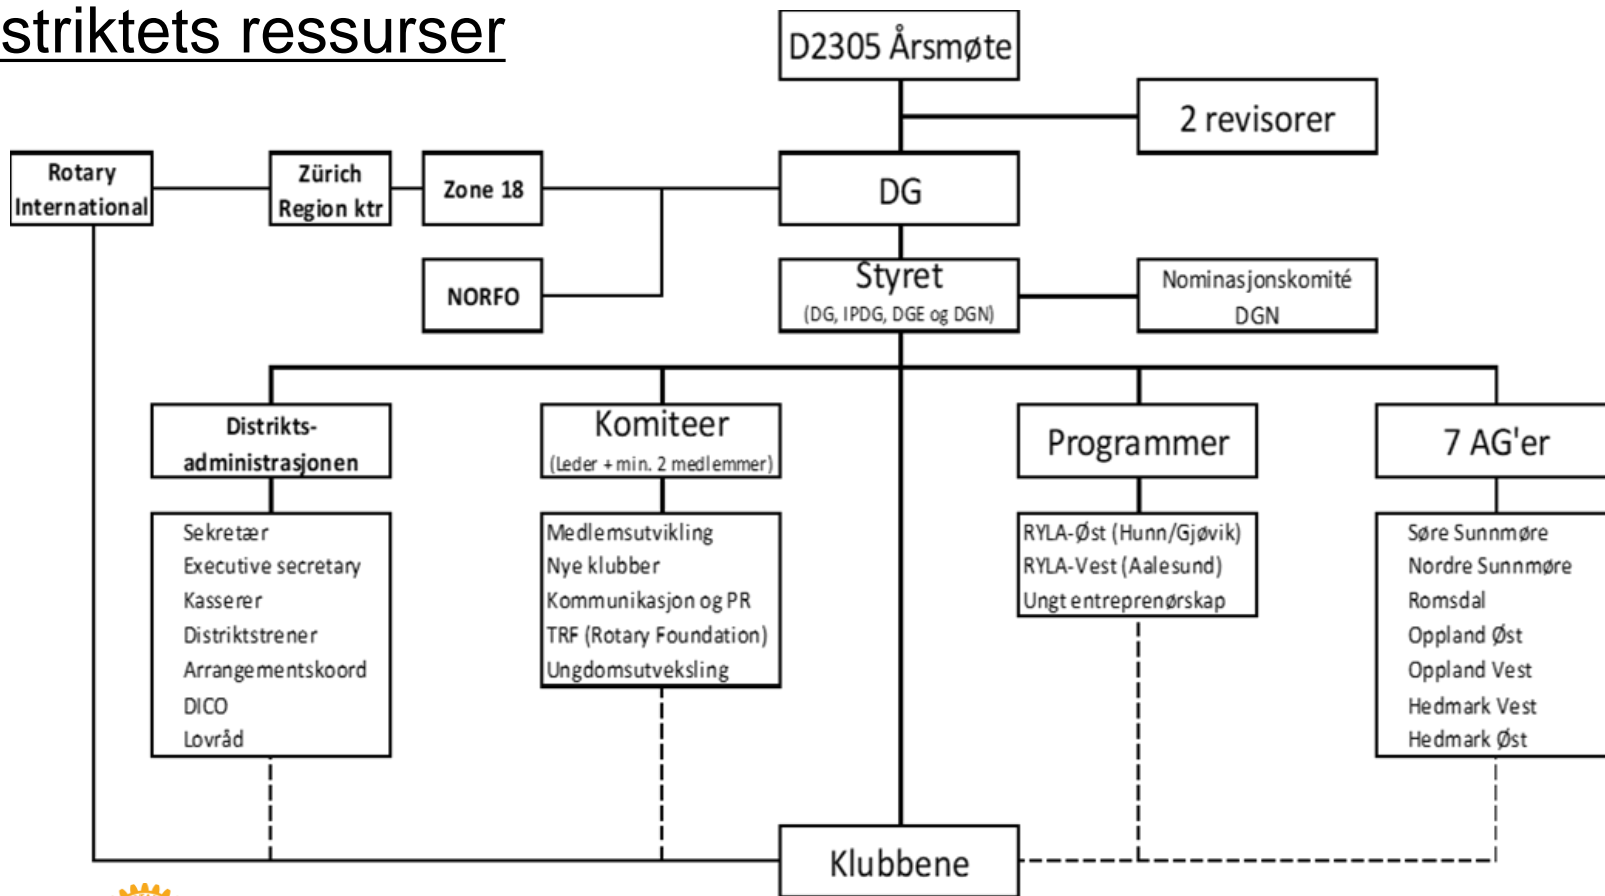 striktets ressurser
D2305 Årsmøte
2 revisorer
Rotary
International
Zürich
Region ktr
Zone 18
DG
NORFO
Styret
(DG, IPDG, DGE og DGN)
Nominasjonskomité
DGN
Distrikts-
administrasjonen
Komiteer
(Leder + min. 2 medlemmer)
Programmer
7 AG'er
Sekretær
Executive secretary
Kasserer
Distriktstrener
Arrangementskoord
DICO
Lovråd
Medlemsutvikling
Nye klubber
Kommunikasjon og PR
TRF (Rotary Foundation)
Ungdomsutveksling
RYLA-Øst (Hunn/Gjøvik)
RYLA-Vest (Aalesund)
Ungt entreprenørskap
Søre Sunnmøre
Nordre Sunnmøre
Romsdal
Oppland Øst
Oppland Vest
Hedmark Vest
Hedmark Øst
Klubbene